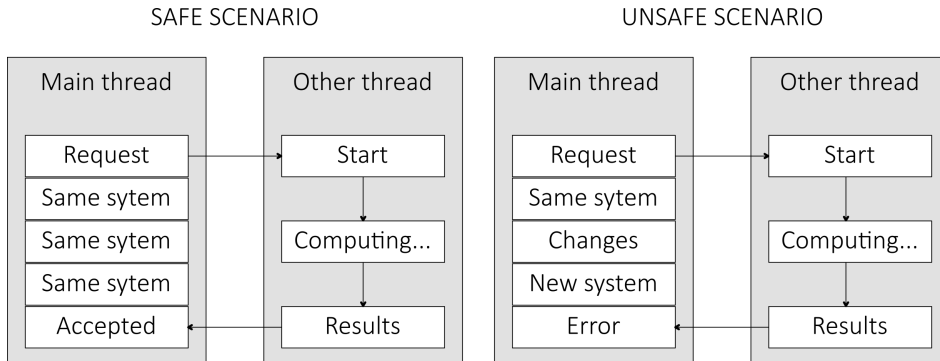 SAFE SCENARIO
Main thread
Request
Same sytem
Same sytem
Same sytem
Accepted
Other thread
Start
Computing...
Results
UNSAFE SCENARIO
Main thread
Request
Same sytem
Changes
New system
Error
Other thread
Start
Computing...
Results